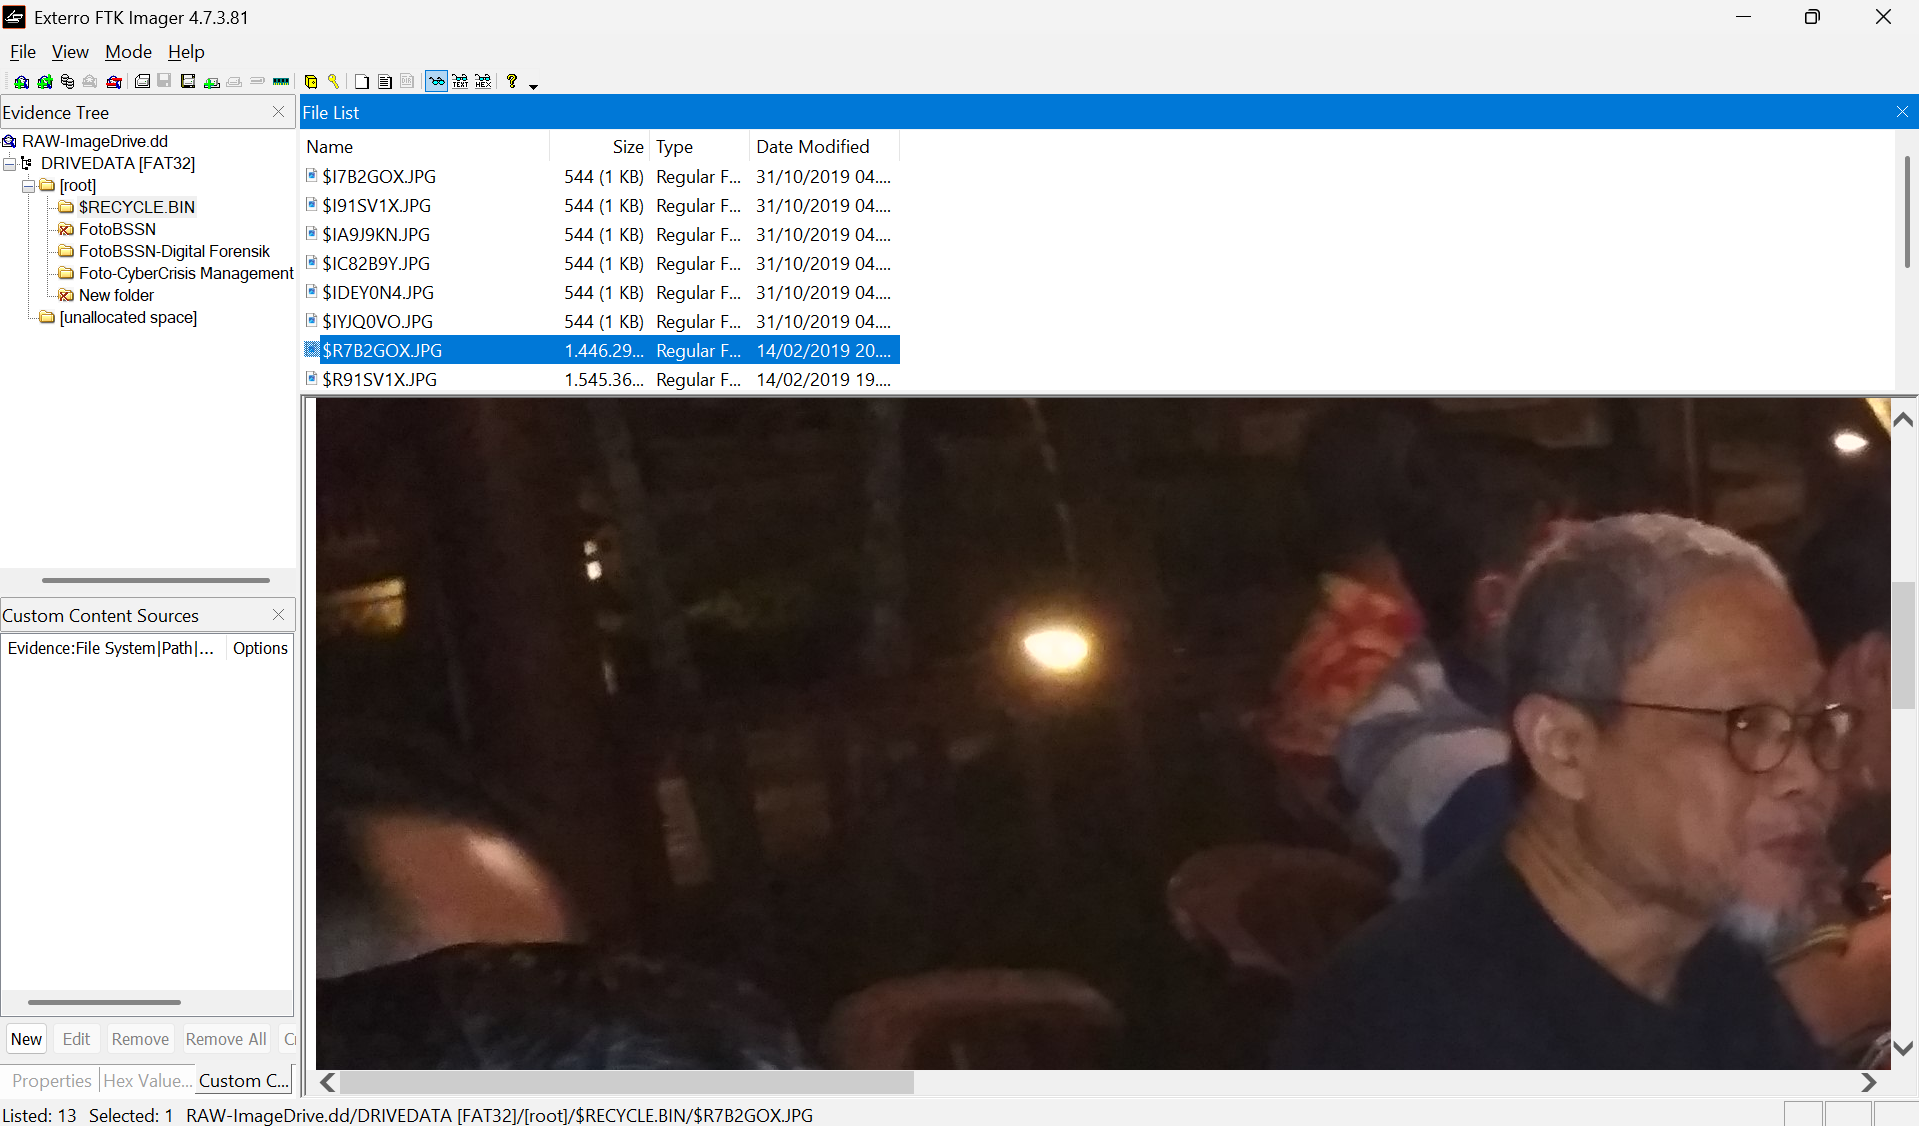 Exterro FTK Imager 4.7.3.81
File View Mode Help
Evidence Tree
RAW-ImageDrive.dd
DRIVEDATA [FAT32]
[root]
$RECYCLE.BIN
FotoBSSN
FotoBSSN-Digital Forensik
Foto-CyberCrisis Management
New folder
[unallocated space]
File List
Name Size Type Date Modified
$I7B2GOX.JPG 544 (1 KB) Regular F... 31/10/2019 04....
$I91SV1X.JPG 544 (1 KB) Regular F... 31/10/2019 04....
$IA9J9KN.JPG 544 (1 KB) Regular F... 31/10/2019 04....
$IC82B9Y.JPG 544 (1 KB) Regular F... 31/10/2019 04....
$IDEY0N4.JPG 544 (1 KB) Regular F... 31/10/2019 04....
$IYJQ0VO.JPG 544 (1 KB) Regular F... 31/10/2019 04....
$R7B2GOX.JPG 1.446.29... Regular F... 14/02/2019 20....
$R91SV1X.JPG 1.545.36... Regular F... 14/02/2019 19....
Custom Content Sources
Evidence:File System|Path|... Options
New Edit Remove Remove All C
Properties Hex Value... Custom C...
Listed: 13 Selected: 1 RAW-ImageDrive.dd/DRIVEDATA [FAT32]/[root]/$RECYCLE.BIN/$R7B2GOX.JPG